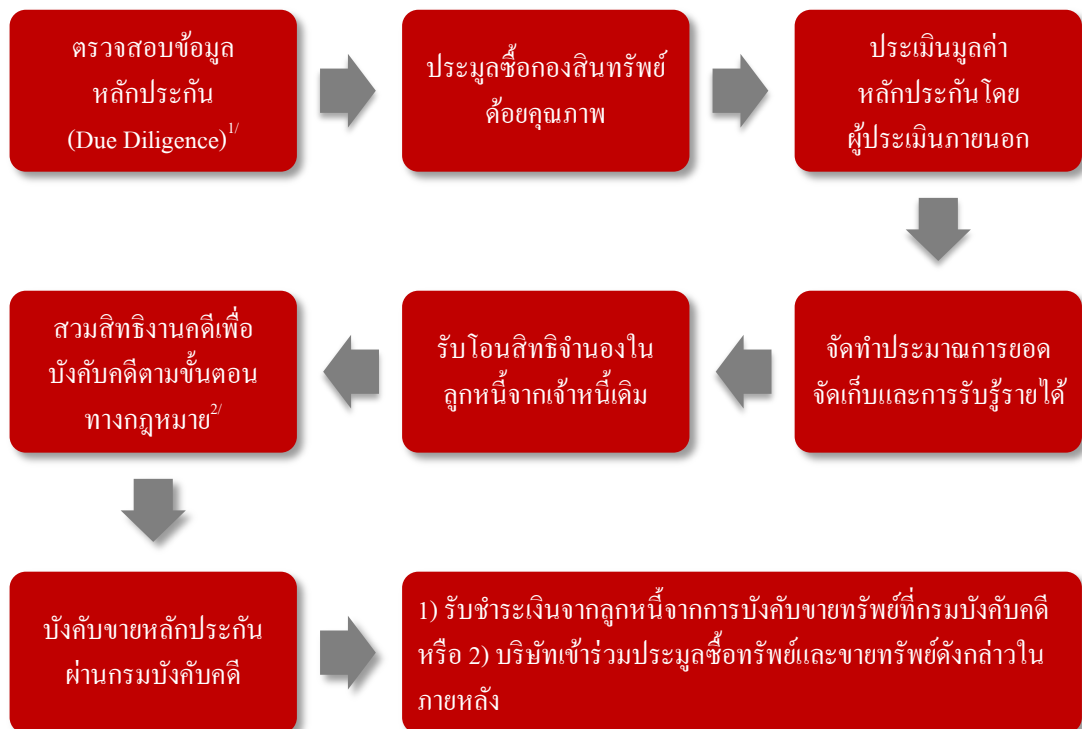 ตรวจสอบข้อมูล
หลักประกัน
(Due Diligence)1/
ประมูลซื้อกองสินทรัพย์
ด้อยคุณภาพ
ประเมินมูลค่า
หลักประกันโดย
ผู้ประเมินภายนอก
จัดทำประมาณการยอด
จัดเก็บและการรับรู้รายได้
รับโอนสิทธิจำนองใน
ลูกหนี้จากเจ้าหนี้เดิม
สวมสิทธิงานคดีเพื่อ
บังคับคดีตามขั้นตอน
ทางกฎหมาย2/
บังคับขายหลักประกัน
ผ่านกรมบังคับคดี
1) รับชำระเงินจากลูกหนี้จากการบังคับขายทรัพย์ที่กรมบังคับคดี
หรือ 2) บริษัทเข้าร่วมประมูลซื้อทรัพย์และขายทรัพย์ดังกล่าวใน
ภายหลัง